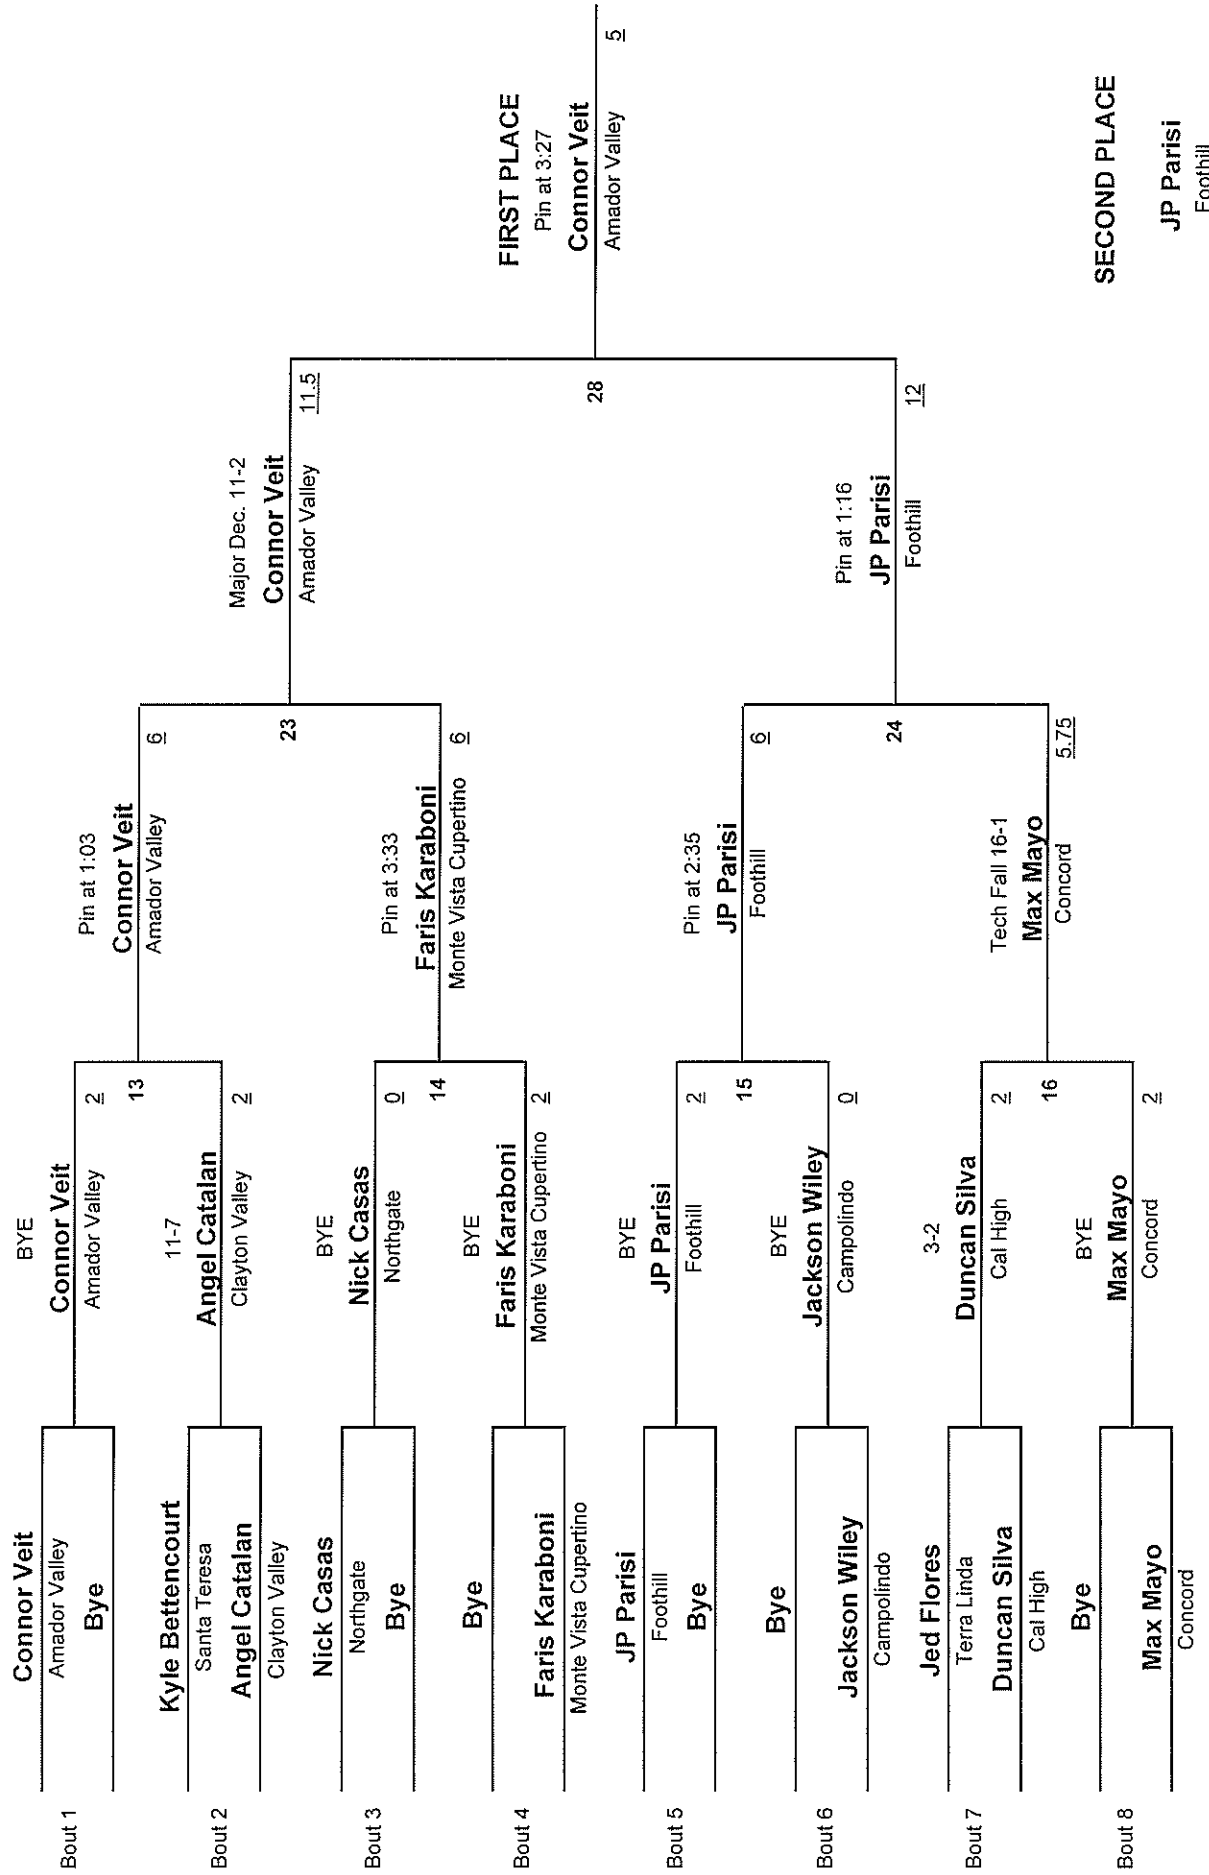 Bout 1
Connor Veit
Amador Valley
Bye
Bout 2
Kyle Bettencourt
Santa Teresa
Angel Catalan
Clayton Valley
Bout 3
Nick Casas
Northgate
Bye
Bout 4
Bye
Faris Karaboni
Monte Vista Cupertino
Bout 5
JP Parisi
Foothill
Bye
Bout 6
Bye
Jackson Wiley
Campolindo
Bout 7
Jed Flores
Terra Linda
Duncan Silva
Cal High
Bout 8
Bye
Max Mayo
Concord
BYE
Connor Veit
Amador Valley
2
13
11-7
Angel Catalan
Clayton Valley
2
BYE
Nick Casas
Northgate
0
14
BYE
Faris Karaboni
Monte Vista Cupertino
2
BYE
JP Parisi
Foothill
2
15
BYE
Jackson Wiley
Campolindo
0
3-2
Duncan Silva
Cal High
2
16
BYE
Max Mayo
Concord
2
Pin at 1:03
Connor Veit
Amador Valley
6
23
Pin at 3:33
Faris Karaboni
Monte Vista Cupertino
6
Pin at 2:35
JP Parisi
Foothill
6
24
Tech Fall 16-1
Max Mayo
Concord
5.75
Major Dec. 11-2
Connor Veit
Amador Valley
11.5
28
Pin at 1:16
JP Parisi
Foothill
12
FIRST PLACE
Pin at 3:27
Connor Veit
Amador Valley
5
SECOND PLACE
JP Parisi
Foothill